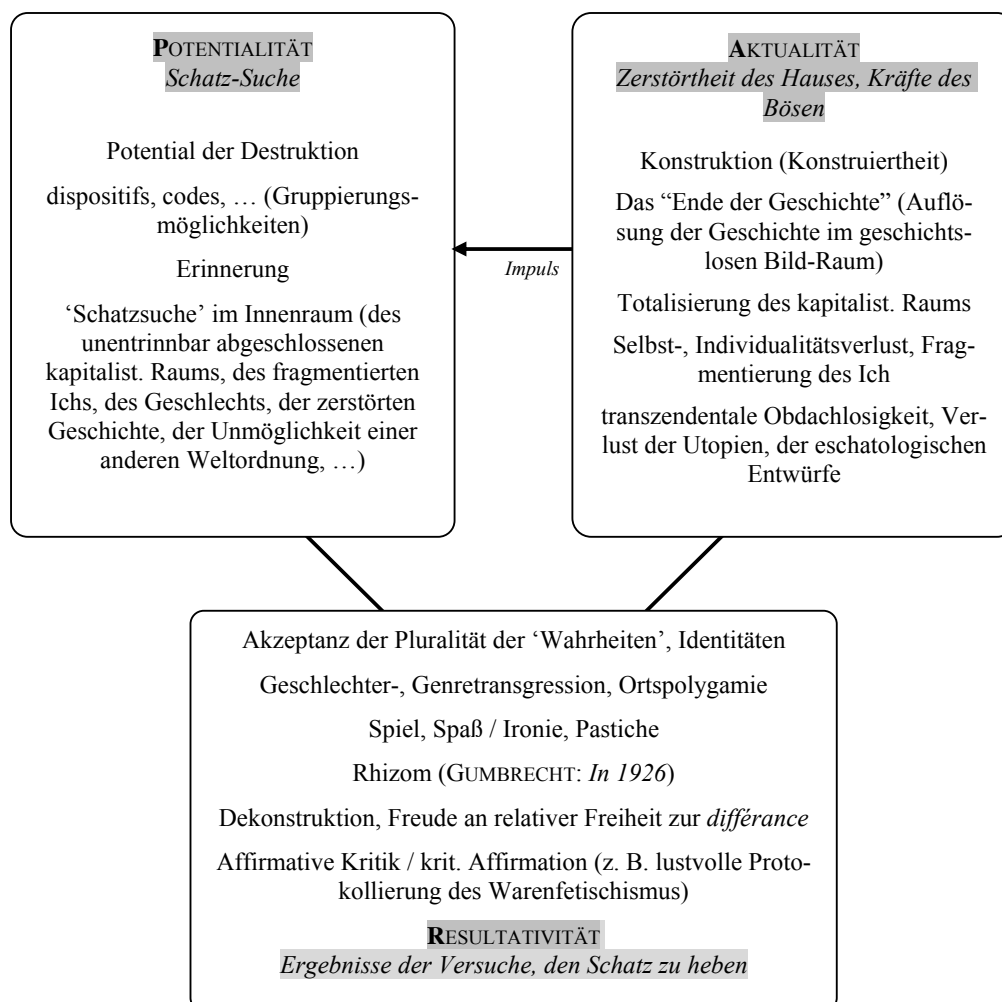 POTENTIALITÄT
Schatz-Suche
Potential der Destruktion
dispositifs, codes, … (Gruppierungs-
möglichkeiten)
Erinnerung
‘Schatzsuche’ im Innenraum (des
unentrinnbar abgeschlossenen
kapitalist. Raums, des fragmentierten
Ichs, des Geschlechts, der zerstörten
Geschichte, der Unmöglichkeit einer
anderen Weltordnung, …)
Impuls
AKTUALITÄT
Zerstörtheit des Hauses, Kräfte des
Bösen
Konstruktion (Konstruiertheit)
Das “Ende der Geschichte” (Auflö-
sung der Geschichte im geschichts-
losen Bild-Raum)
Totalisierung des kapitalist. Raums
Selbst-, Individualitätsverlust, Frag-
mentierung des Ich
transzendentale Obdachlosigkeit, Ver-
lust der Utopien, der eschatologischen
Entwürfe
Akzeptanz der Pluralität der ‘Wahrheiten’, Identitäten
Geschlechter-, Genretransgression, Ortspolygamie
Spiel, Spaß / Ironie, Pastiche
Rhizom (GUMBRECHT: In 1926)
Dekonstruktion, Freude an relativer Freiheit zur différance
Affirmative Kritik / krit. Affirmation (z. B. lustvolle Proto-
kollierung des Warenfetischismus)
RESULTATIVITÄT
Ergebnisse der Versuche, den Schatz zu heben